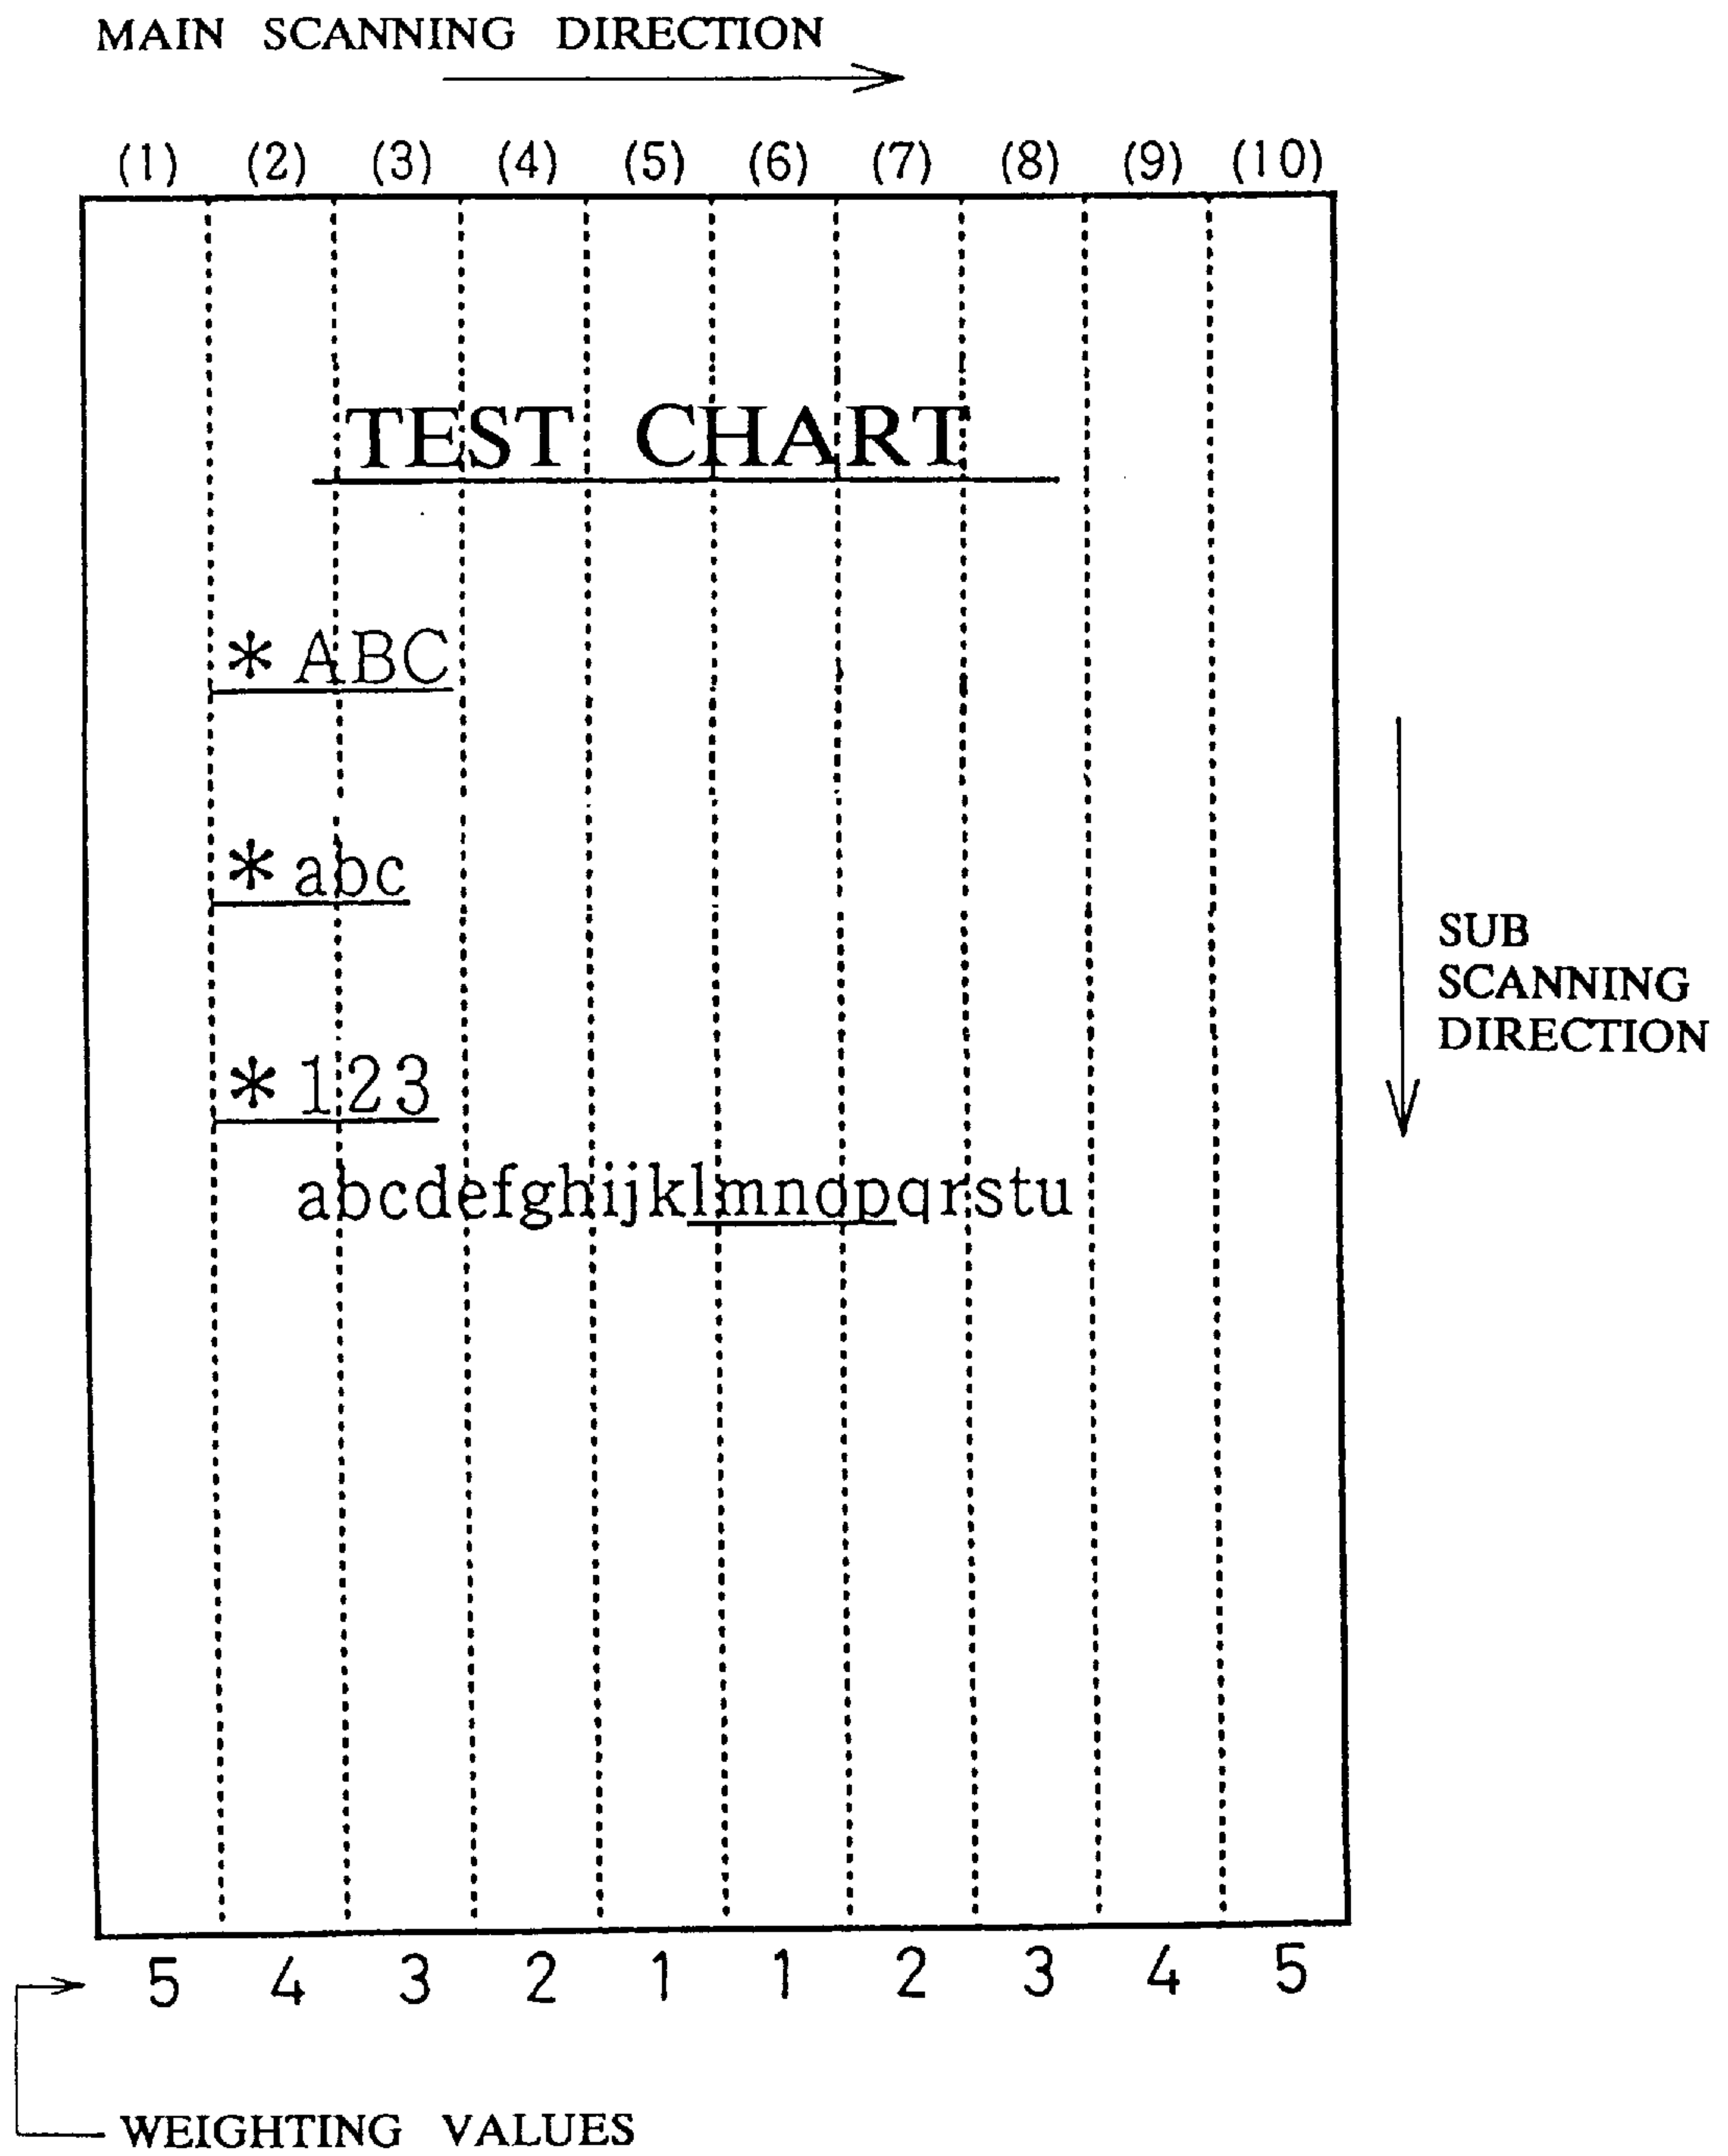 MAIN SCANNING DIRECTION
(1) (2) (3) (4) (5) (6) (7) (8) (9) (10)
TEST CHART
* ABC
* abc
* 123
abcdefghijklmnopqrstu
SUB
SCANNING
DIRECTION
5 4 3 2 1 1 2 3 4 5
WEIGHTING VALUES